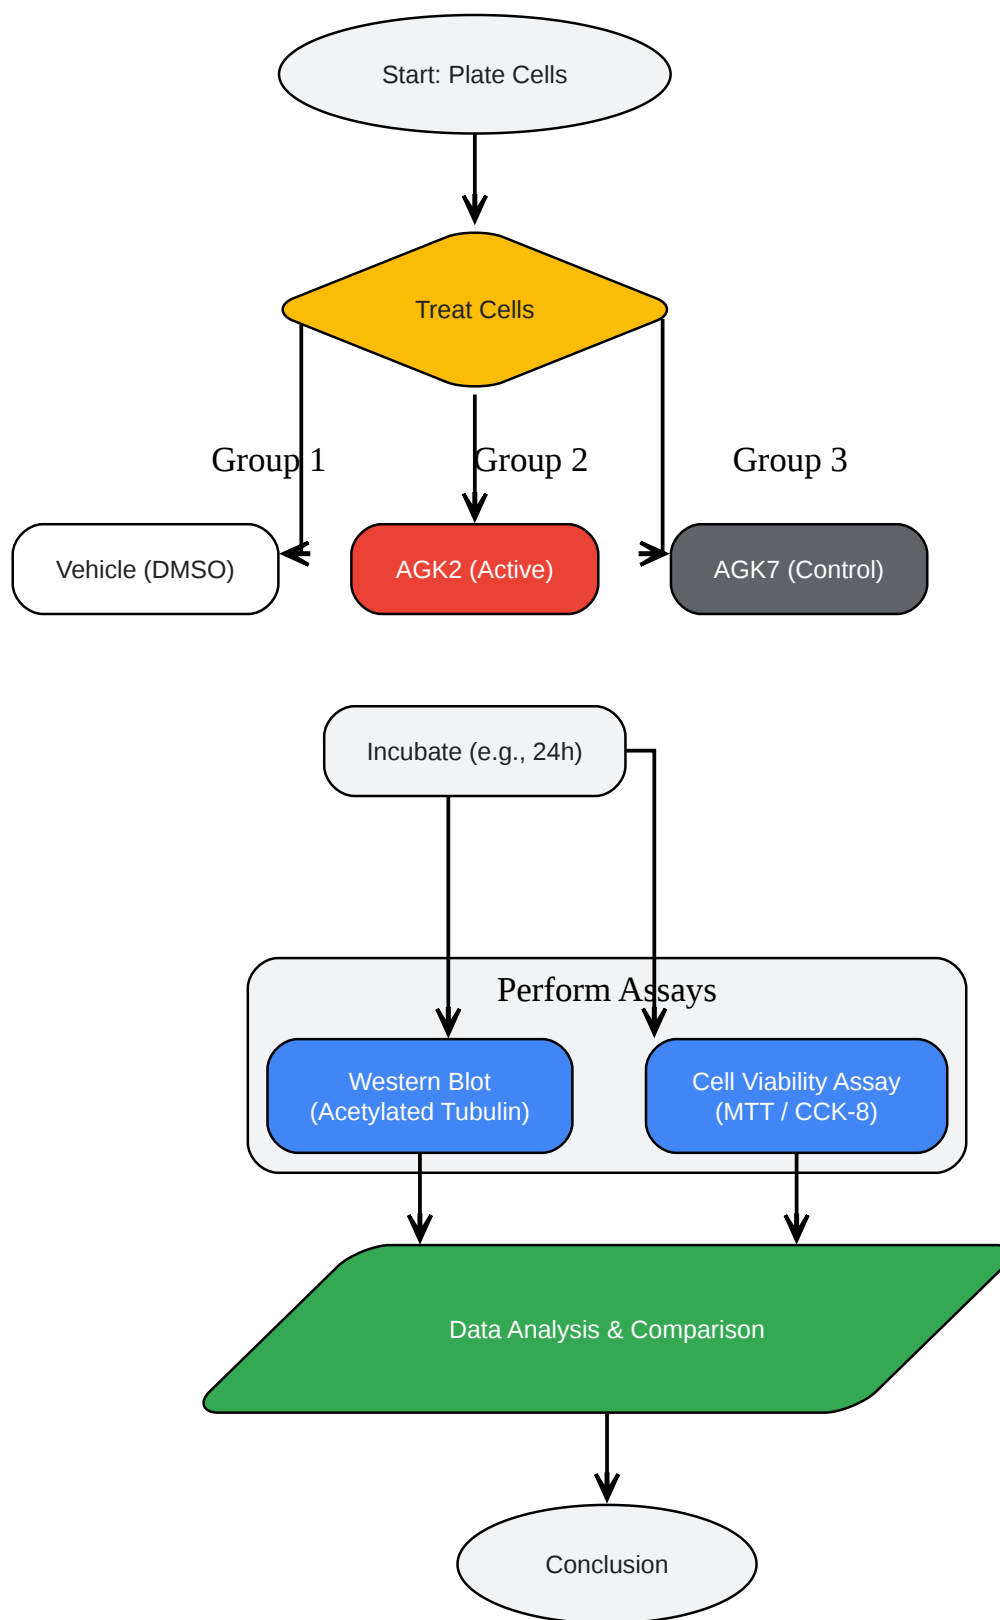 Start: Plate Cells
Treat Cells
Group 1
Group 2
Group 3
Vehicle (DMSO)
AGK2 (Active)
AGK7 (Control)
Incubate (e.g., 24h)
Perform Assays
Western Blot
(Acetylated Tubulin)
Cell Viability Assay
(MTT / CCK-8)
Data Analysis & Comparison
Conclusion